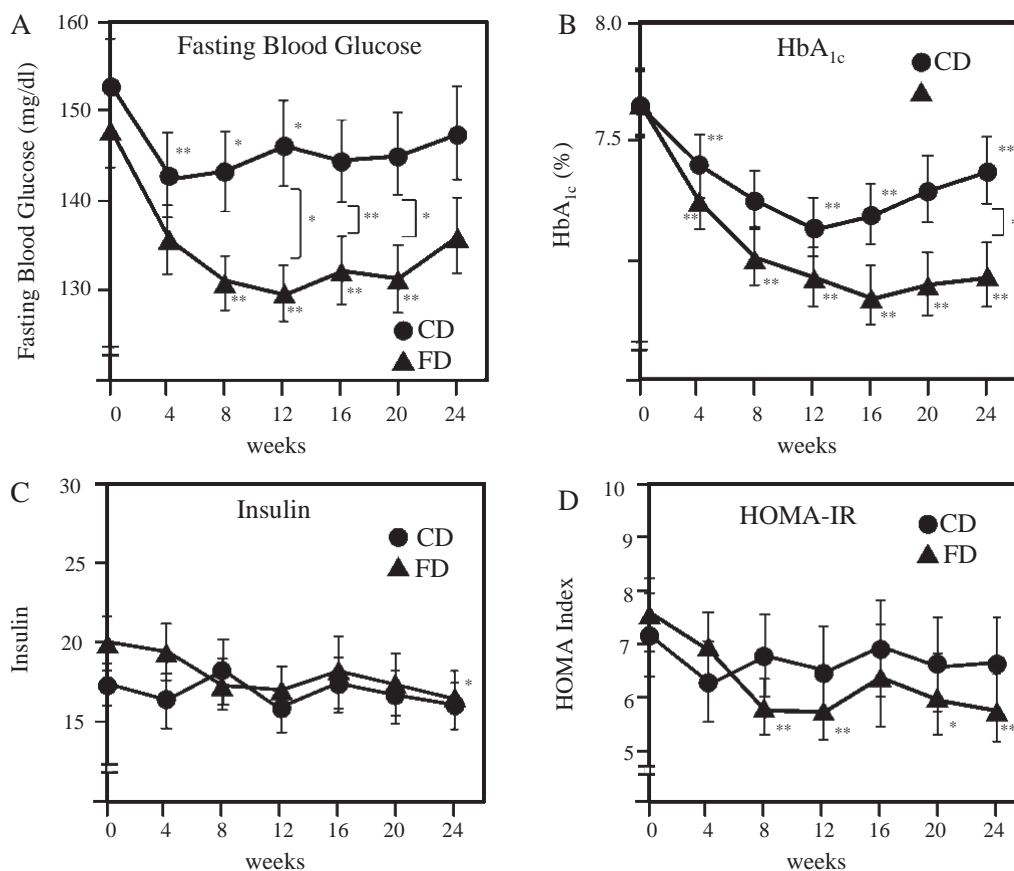 A
Fasting Blood Glucose
160
150
140
130
Fasting Blood Glucose (mg/dl)
**
*
*
*
**
*
**
**
**
**
CD
FD
0 4 8 12 16 20 24
weeks
B
HbA1c
8.0
7.5
HbA1c (%)
CD
**
**
**
**
**
**
**
**
**
**
*
0 4 8 12 16 20 24
weeks
C
Insulin
30
25
20
15
Insulin
CD
FD
*
0 4 8 12 16 20 24
weeks
D
HOMA-IR
10
9
8
7
6
5
HOMA Index
CD
FD
**
**
*
**
0 4 8 12 16 20 24
weeks